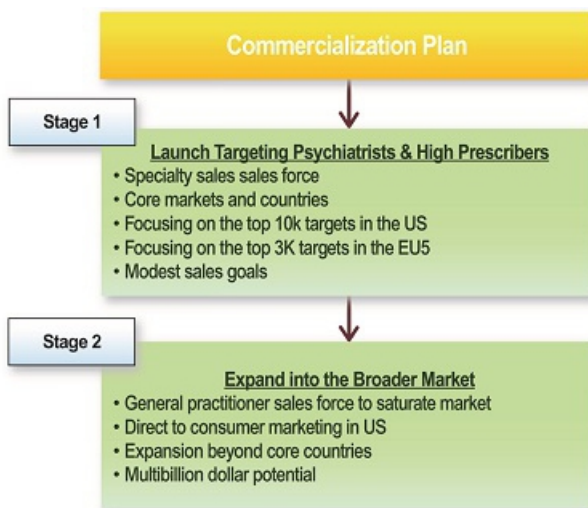 Commercialization Plan
Stage 1
Launch Targeting Psychiatrists & High Prescribers
• Specialty sales sales force
• Core markets and countries
• Focusing on the top 10k targets in the US
• Focusing on the top 3K targets in the EU5
• Modest sales goals
Stage 2
Expand into the Broader Market
• General practitioner sales force to saturate market
• Direct to consumer marketing in US
• Expansion beyond core countries
• Multibillion dollar potential